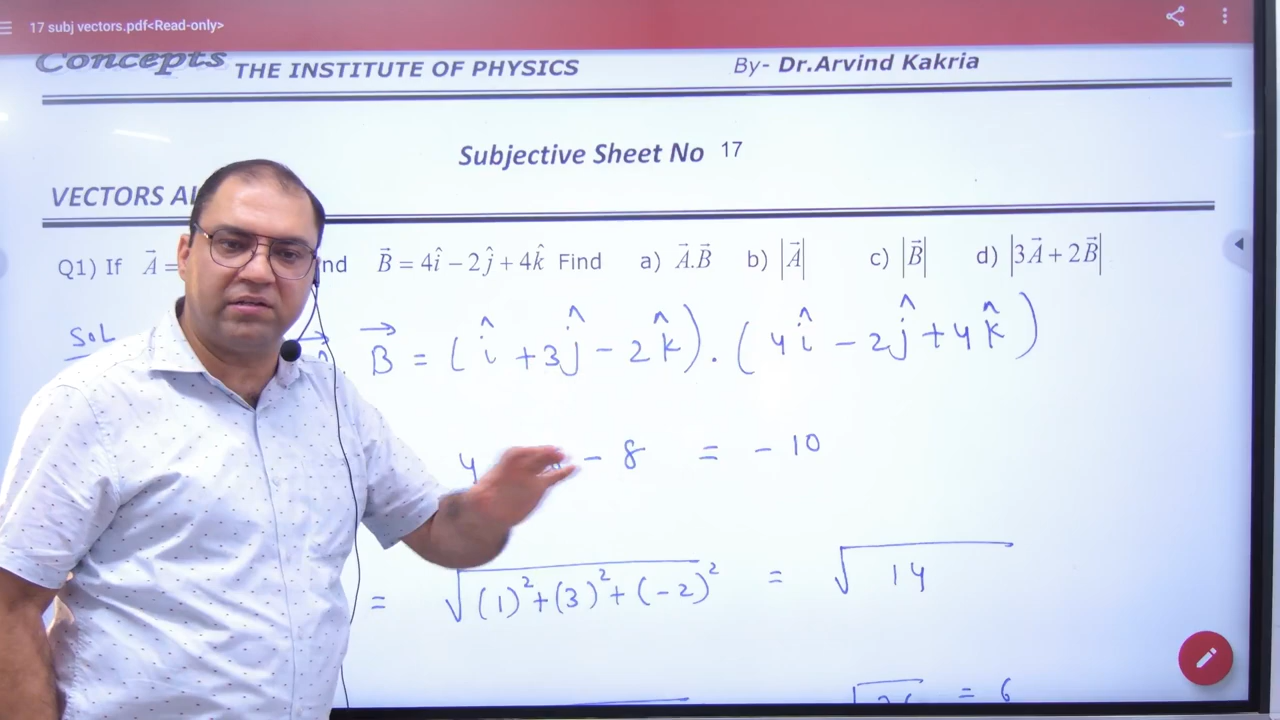 17 subj vectors.pdf<Read-only>
Concepts THE INSTITUTE OF PHYSICS By- Dr.Arvind Kakria
Subjective Sheet No 17
VECTORS
Q1) If A⃗ = B⃗ = 4î − 2ĵ + 4k̂ Find a) A⃗.B⃗ b) |A⃗| c) |B⃗| d) |3A⃗ + 2B⃗|
SoL
B⃗ = (î + 3ĵ − 2k̂) . (4î − 2ĵ + 4k̂)
4 − 8 = − 10
= √(1)²+(3)²+(−2)² = √14
= 6